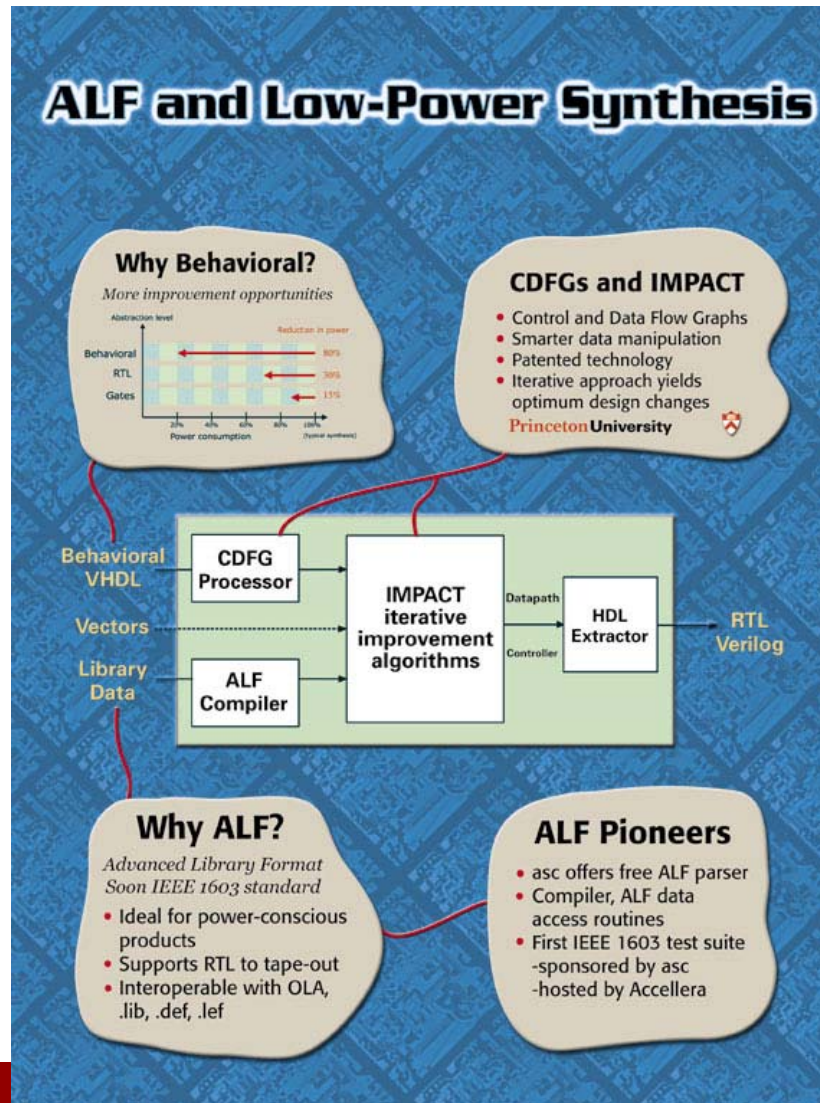 ALF and Low-Power Synthesis
Why Behavioral?
More improvement opportunities
Abstraction level
Reduction in power
Behavioral
80%
RTL
30%
Gates
15%
20% 40% 60% 80% 100%
Power consumption
(typical synthesis)
CDFGs and IMPACT
• Control and Data Flow Graphs
• Smarter data manipulation
• Patented technology
• Iterative approach yields
optimum design changes
Princeton University
Behavioral
VHDL
CDFG
Processor
Vectors
Library
Data
ALF
Compiler
IMPACT
iterative
improvement
algorithms
Datapath
Controller
HDL
Extractor
RTL
Verilog
Why ALF?
Advanced Library Format
Soon IEEE 1603 standard
• Ideal for power-conscious
products
• Supports RTL to tape-out
• Interoperable with OLA,
.lib, .def, .lef
ALF Pioneers
• asc offers free ALF parser
• Compiler, ALF data
access routines
• First IEEE 1603 test suite
-sponsored by asc
-hosted by Accellera